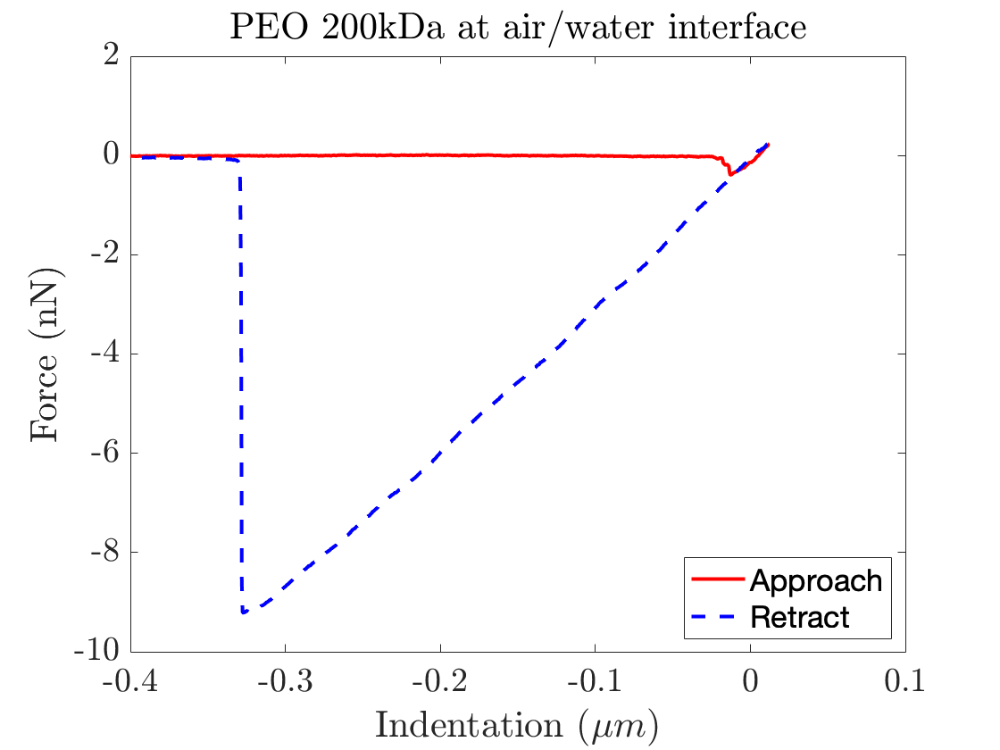 PEO 200kDa at air/water interface
2
0
-2
-4
-6
-8
-10
Force (nN)
-0.4 -0.3 -0.2 -0.1 0 0.1
Indentation (μm)
Approach
Retract